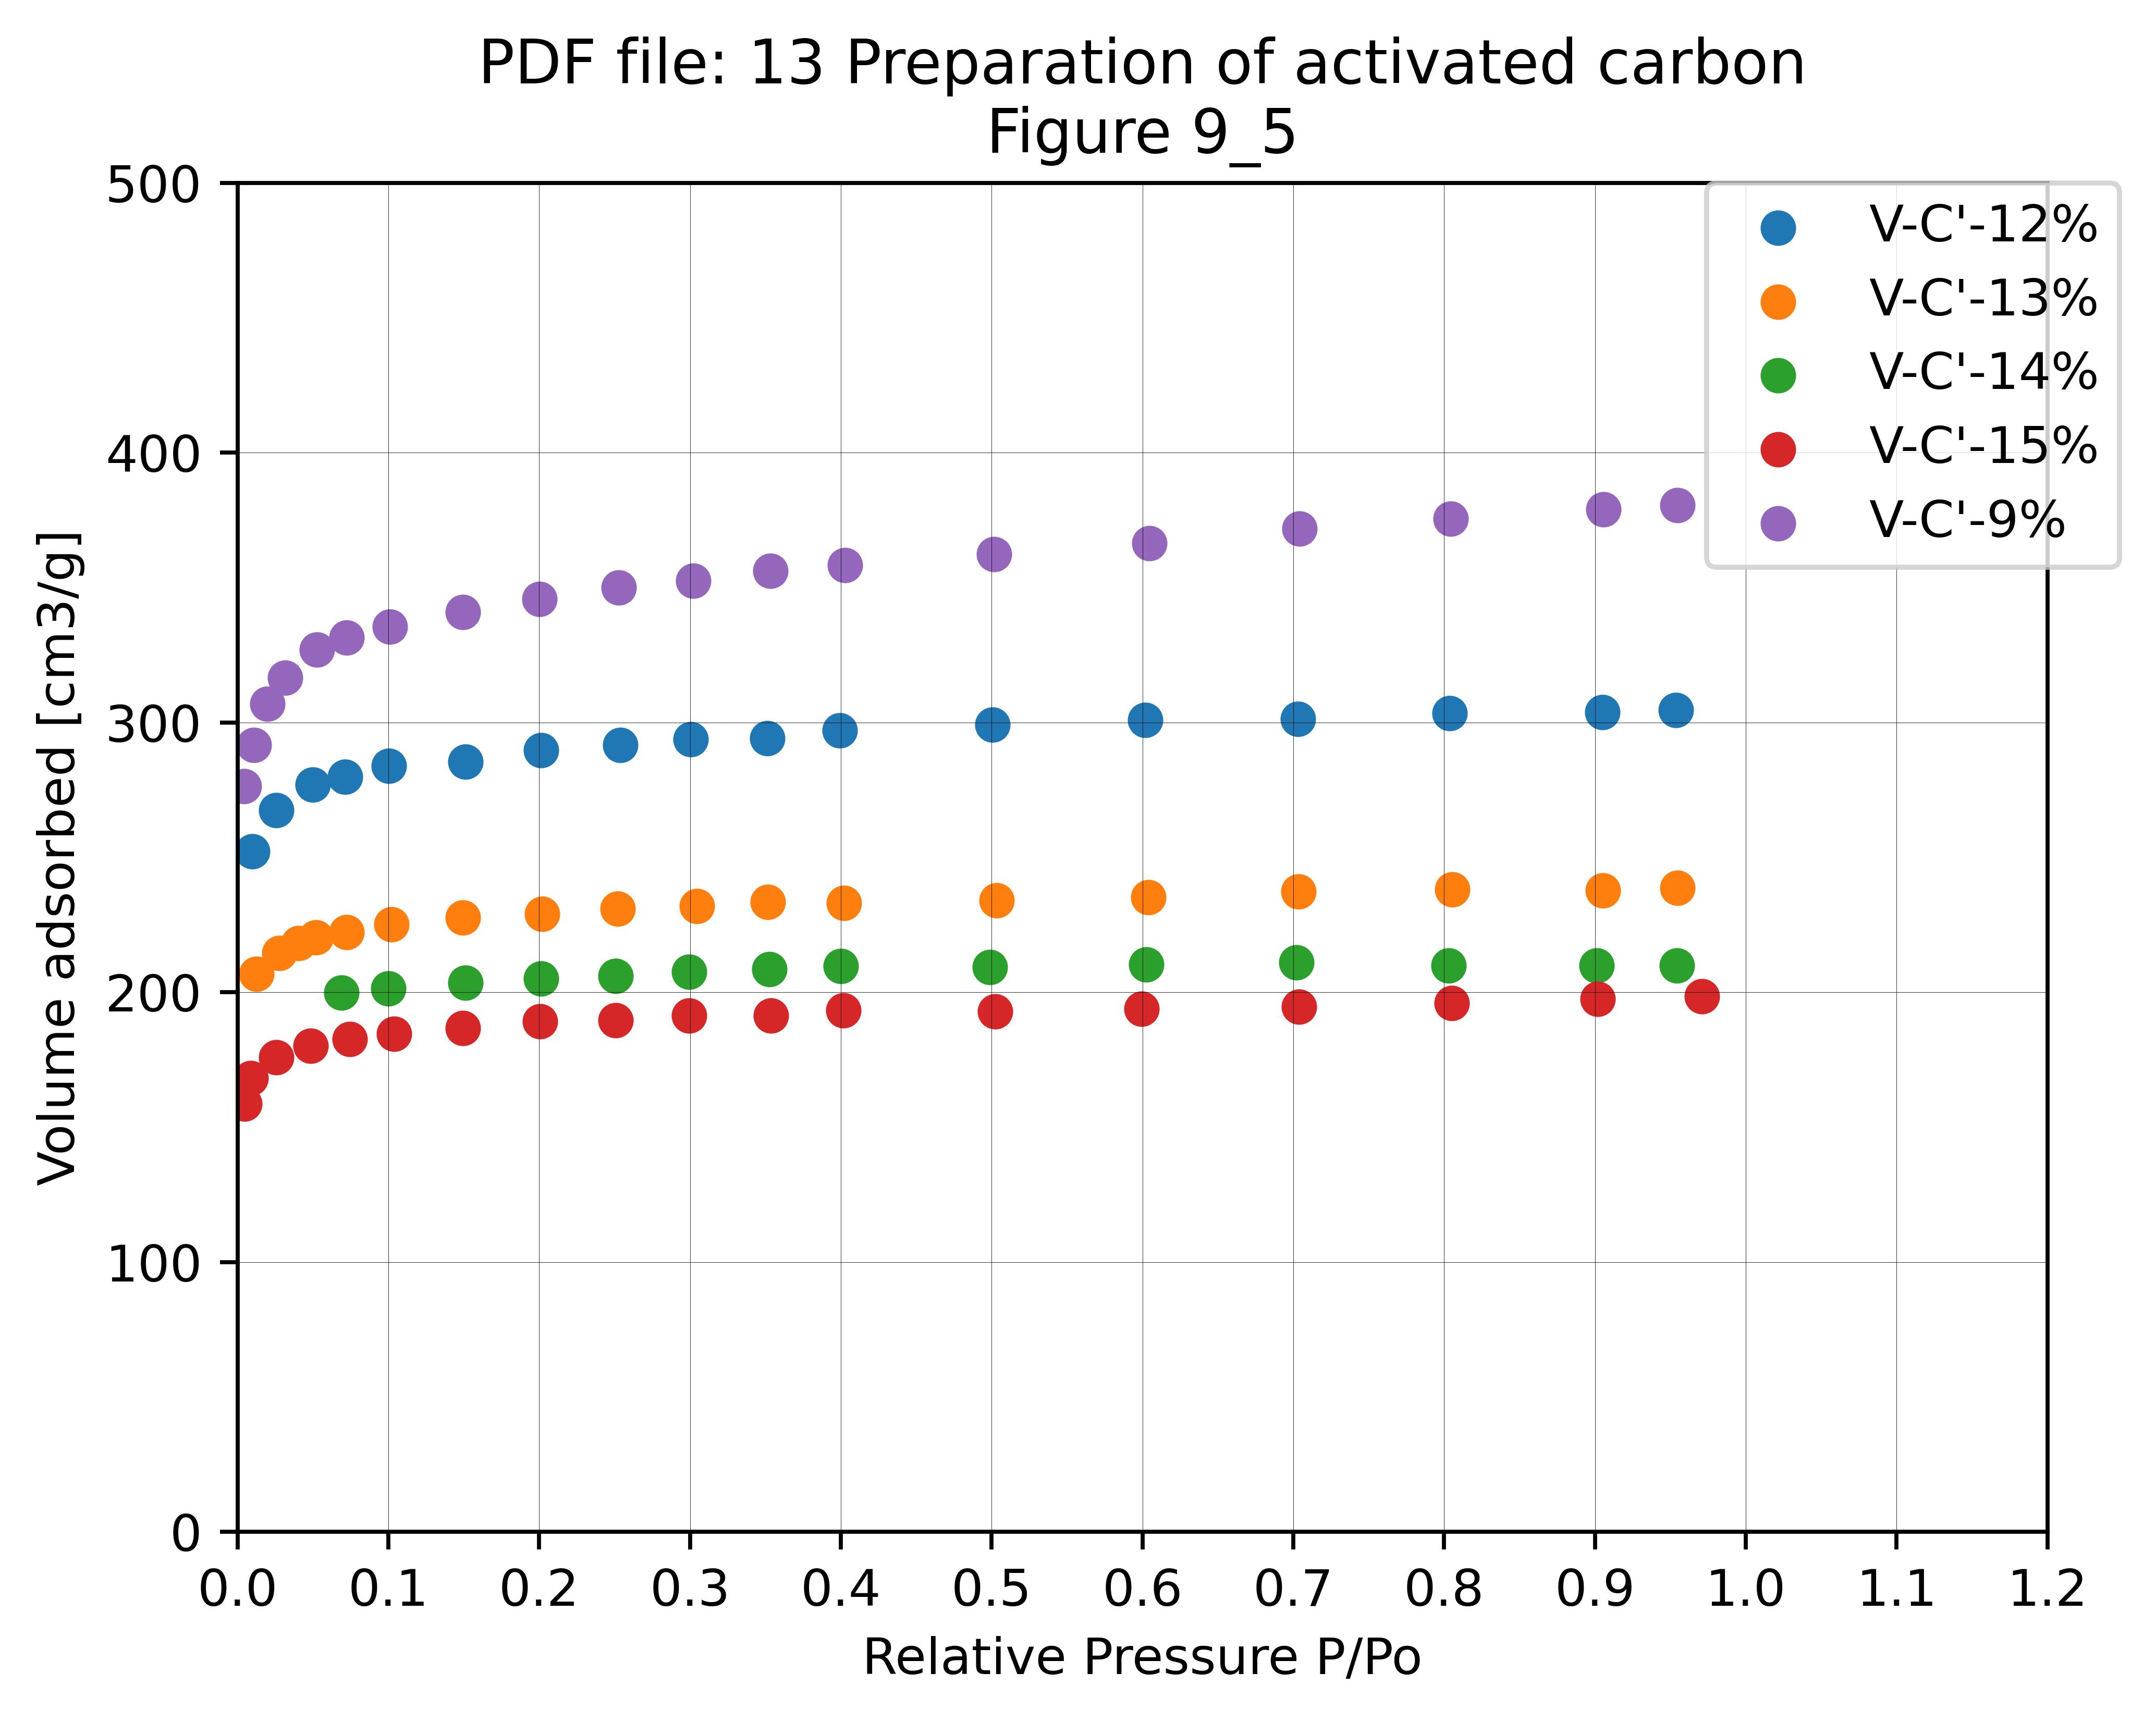 PDF file: 13 Preparation of activated carbon
Figure 9_5
500
400
300
200
100
0
Volume adsorbed [cm3/g]
0.0 0.1 0.2 0.3 0.4 0.5 0.6 0.7 0.8 0.9 1.0 1.1 1.2
Relative Pressure P/Po
V-C'-12%
V-C'-13%
V-C'-14%
V-C'-15%
V-C'-9%